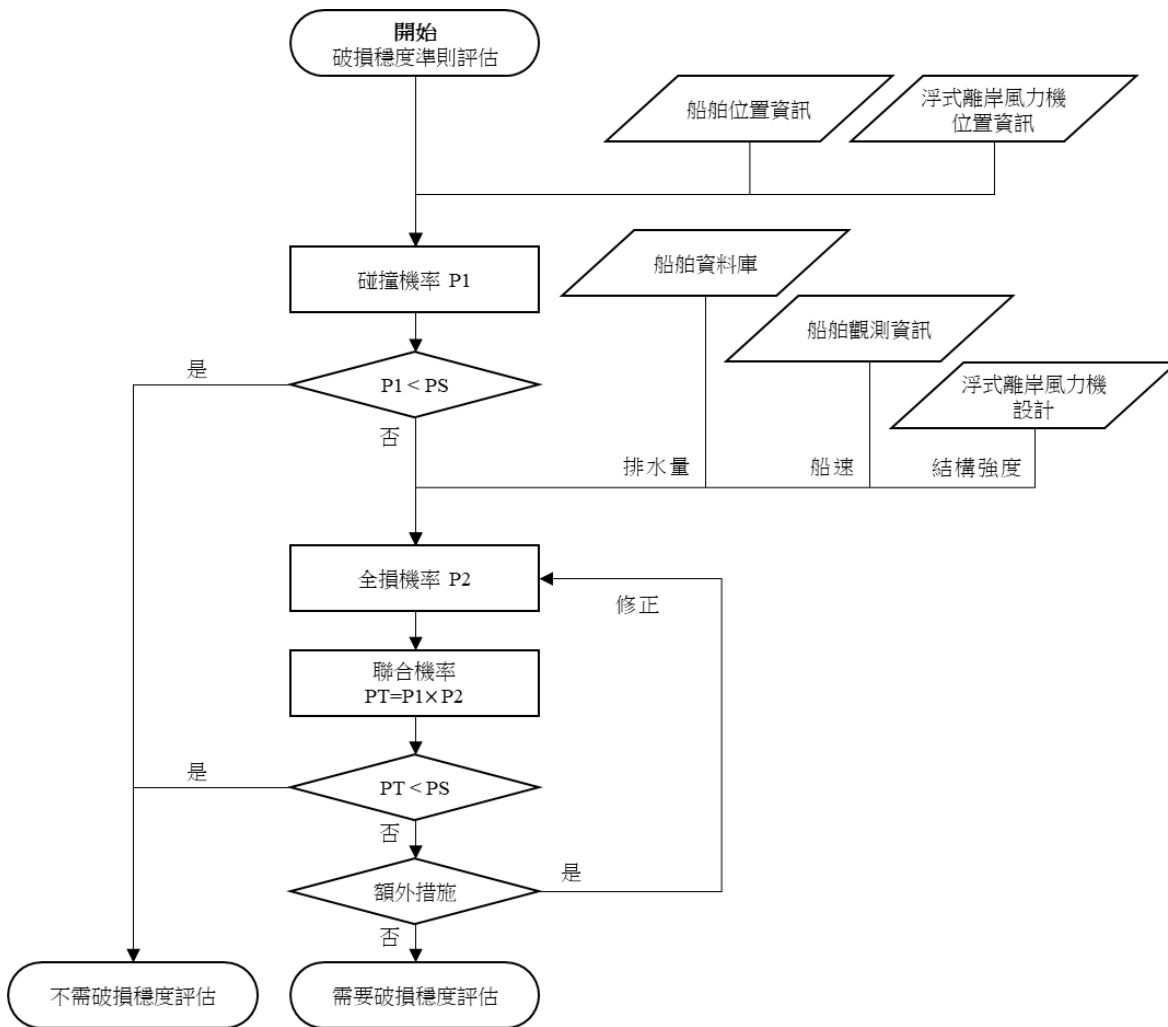 開始
破損穩度準則評估
船舶位置資訊
浮式離岸風力機
位置資訊
碰撞機率 P1
船舶資料庫
船舶觀測資訊
浮式離岸風力機
設計
是
P1 < PS
否
排水量
船速
結構強度
全損機率 P2
修正
聯合機率
PT=P1×P2
是
PT < PS
否
額外措施
是
否
不需破損穩度評估
需要破損穩度評估